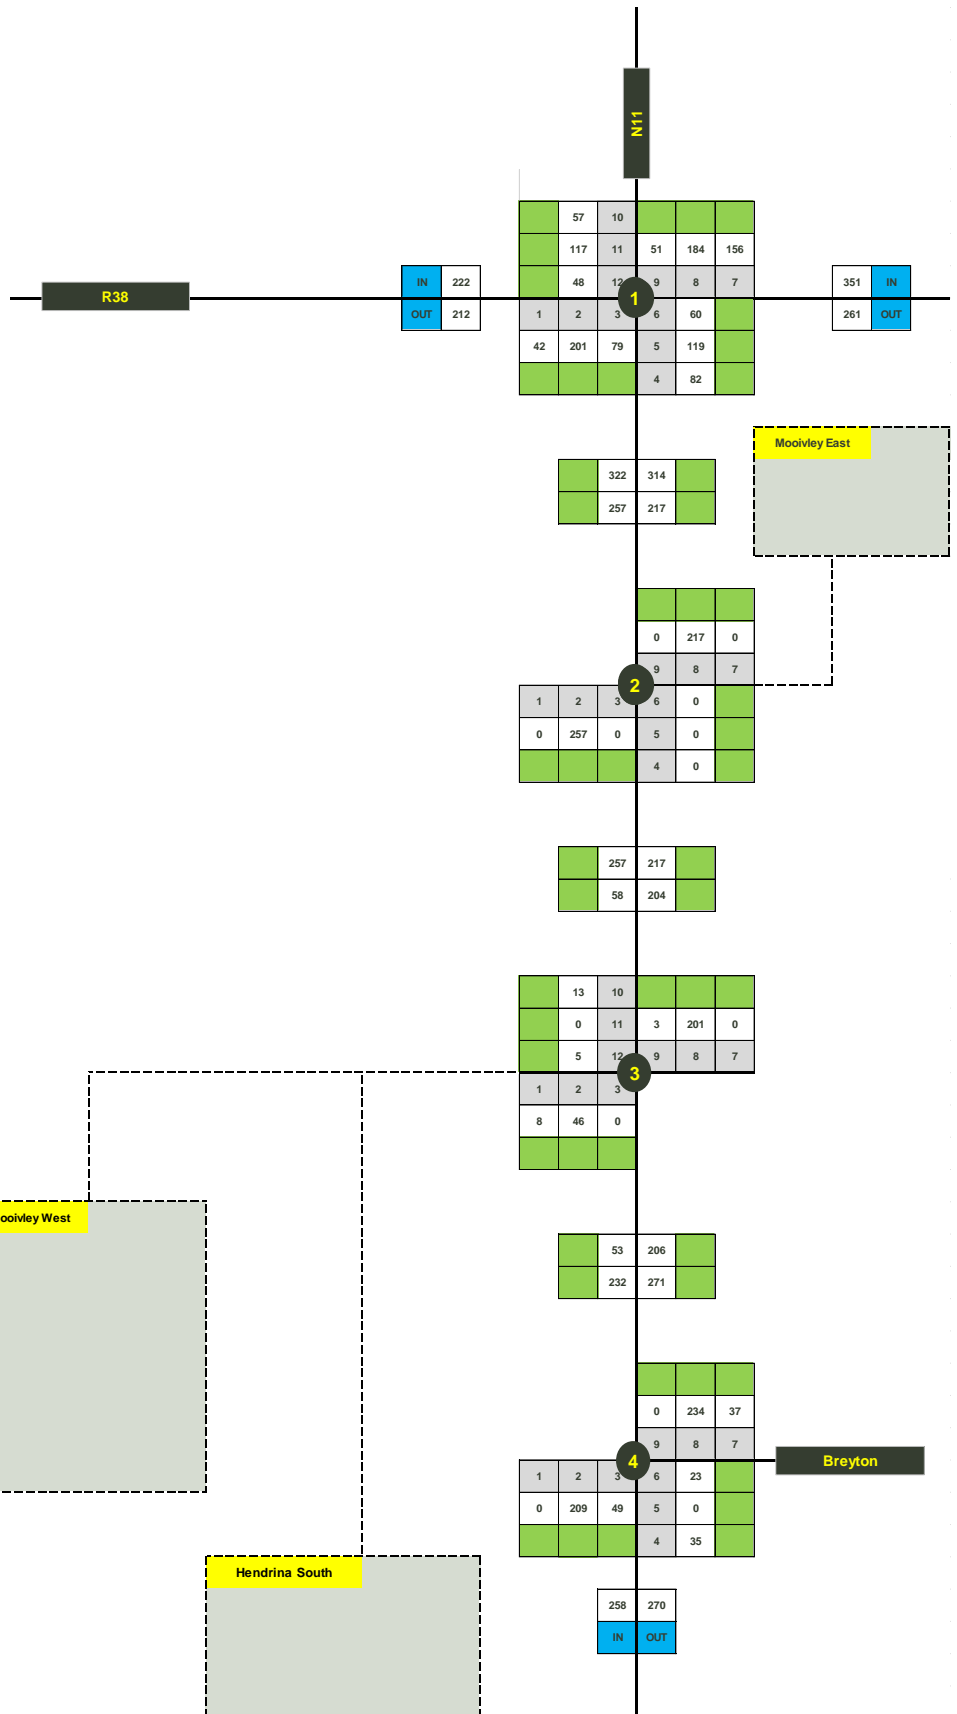 N11
57 10
117 11 51 184 156
IN 222 48 12 9 8 7 351 IN
R38
1
OUT 212 1 2 3 6 60 261 OUT
42 201 79 5 119
4 82
Mooivley East
322 314
257 217
0 217 0
9 8 7
2
1 2 3 6 0
0 257 0 5 0
4 0
257 217
58 204
13 10
0 11 3 201 0
5 12 9 8 7
3
1 2 3
8 46 0
ooivley West
53 206
232 271
0 234 37
9 8 7
4
Breyton
1 2 3 6 23
0 209 49 5 0
4 35
Hendrina South
258 270
IN OUT